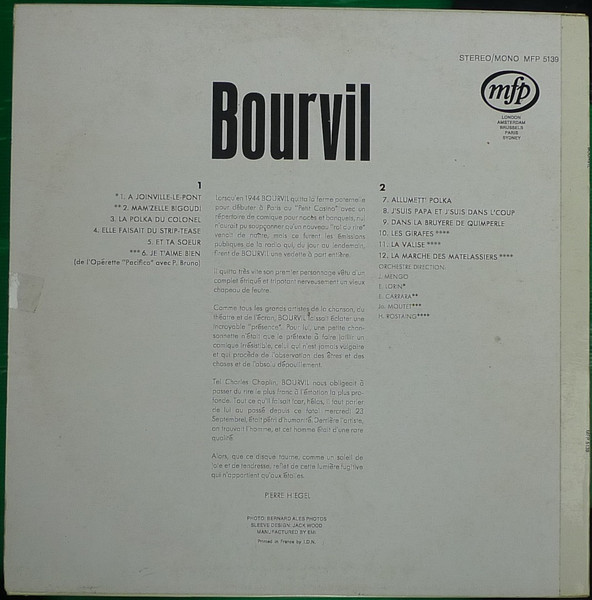 STEREO/MONO MFP 5139
mfp
LONDON
AMSTERDAM
BRUSSELS
PARIS
SYDNEY
Bourvil
1
*1. A JOINVILLE-LE-PONT
**2. MAM'ZELLE BIGOUDI
3. LA POLKA DU COLONEL
4. ELLE FAISAIT DU STRIP-TEASE
5. ET TA SOEUR
***6. JE T'AIME BIEN
(de l'Opérette "Pacifico" avec P. Bruno)
Lorsqu'en 1944 BOURVIL quitta la ferme paternelle
pour débuter à Paris au "Petit Casino" avec un
répertoire de comique pour noces et banquets, nul
n'aurait pu soupçonner qu'un nouveau "roi du rire"
venait de naître, mais ce furent les émissions
publiques de la radio qui, du jour au lendemain,
firent de BOURVIL une vedette à part entière.
Il quitta très vite son premier personnage vêtu d'un
complet étriqué et tripotant nerveusement un vieux
chapeau de feutre.
Comme tous les grands artistes de la chanson, du
théâtre et de l'écran, BOURVIL faisait éclater une
incroyable "présence". Pour lui, une petite chan-
sonnette n'était que le prétexte à faire jaillir un
comique irrésistible, celui qui n'est jamais vulgaire
et qui procède de l'observation des êtres et des
choses et de l'absolu dépouillement.
Tel Charles Chaplin, BOURVIL nous obligeait à
passer du rire le plus franc à l'émotion la plus pro-
fonde. Tout ce qu'il faisait (car, hélas, il faut parler
de lui au passé depuis ce fatal mercredi 23
Septembre), était pétri d'humanité. Derrière l'artiste,
on trouvait l'homme, et cet homme était d'une rare
qualité.
Alors, que ce disque tourne, comme un soleil de
joie et de tendresse, reflet de cette lumière fugitive
qui n'appartient qu'aux étoiles.
PIERRE HIEGEL
2
7. ALLUMETT' POLKA
8. J'SUIS PAPA ET J'SUIS DANS L'COUP
9. DANS LA BRUYERE DE QUIMPERLE
10. LES GIRAFES ****
11. LA VALISE ****
12. LA MARCHE DES MATELASSIERS ****
ORCHESTRE DIRECTION:
J. MENGO
E. LORIN*
B. CARRARA**
MOUTET***
H. ROSTAING****
PHOTO: BERNARD ALES PHOTOS
SLEEVE DESIGN: JACK WOOD
MANUFACTURED BY EMI
Printed in France by I.D.N.